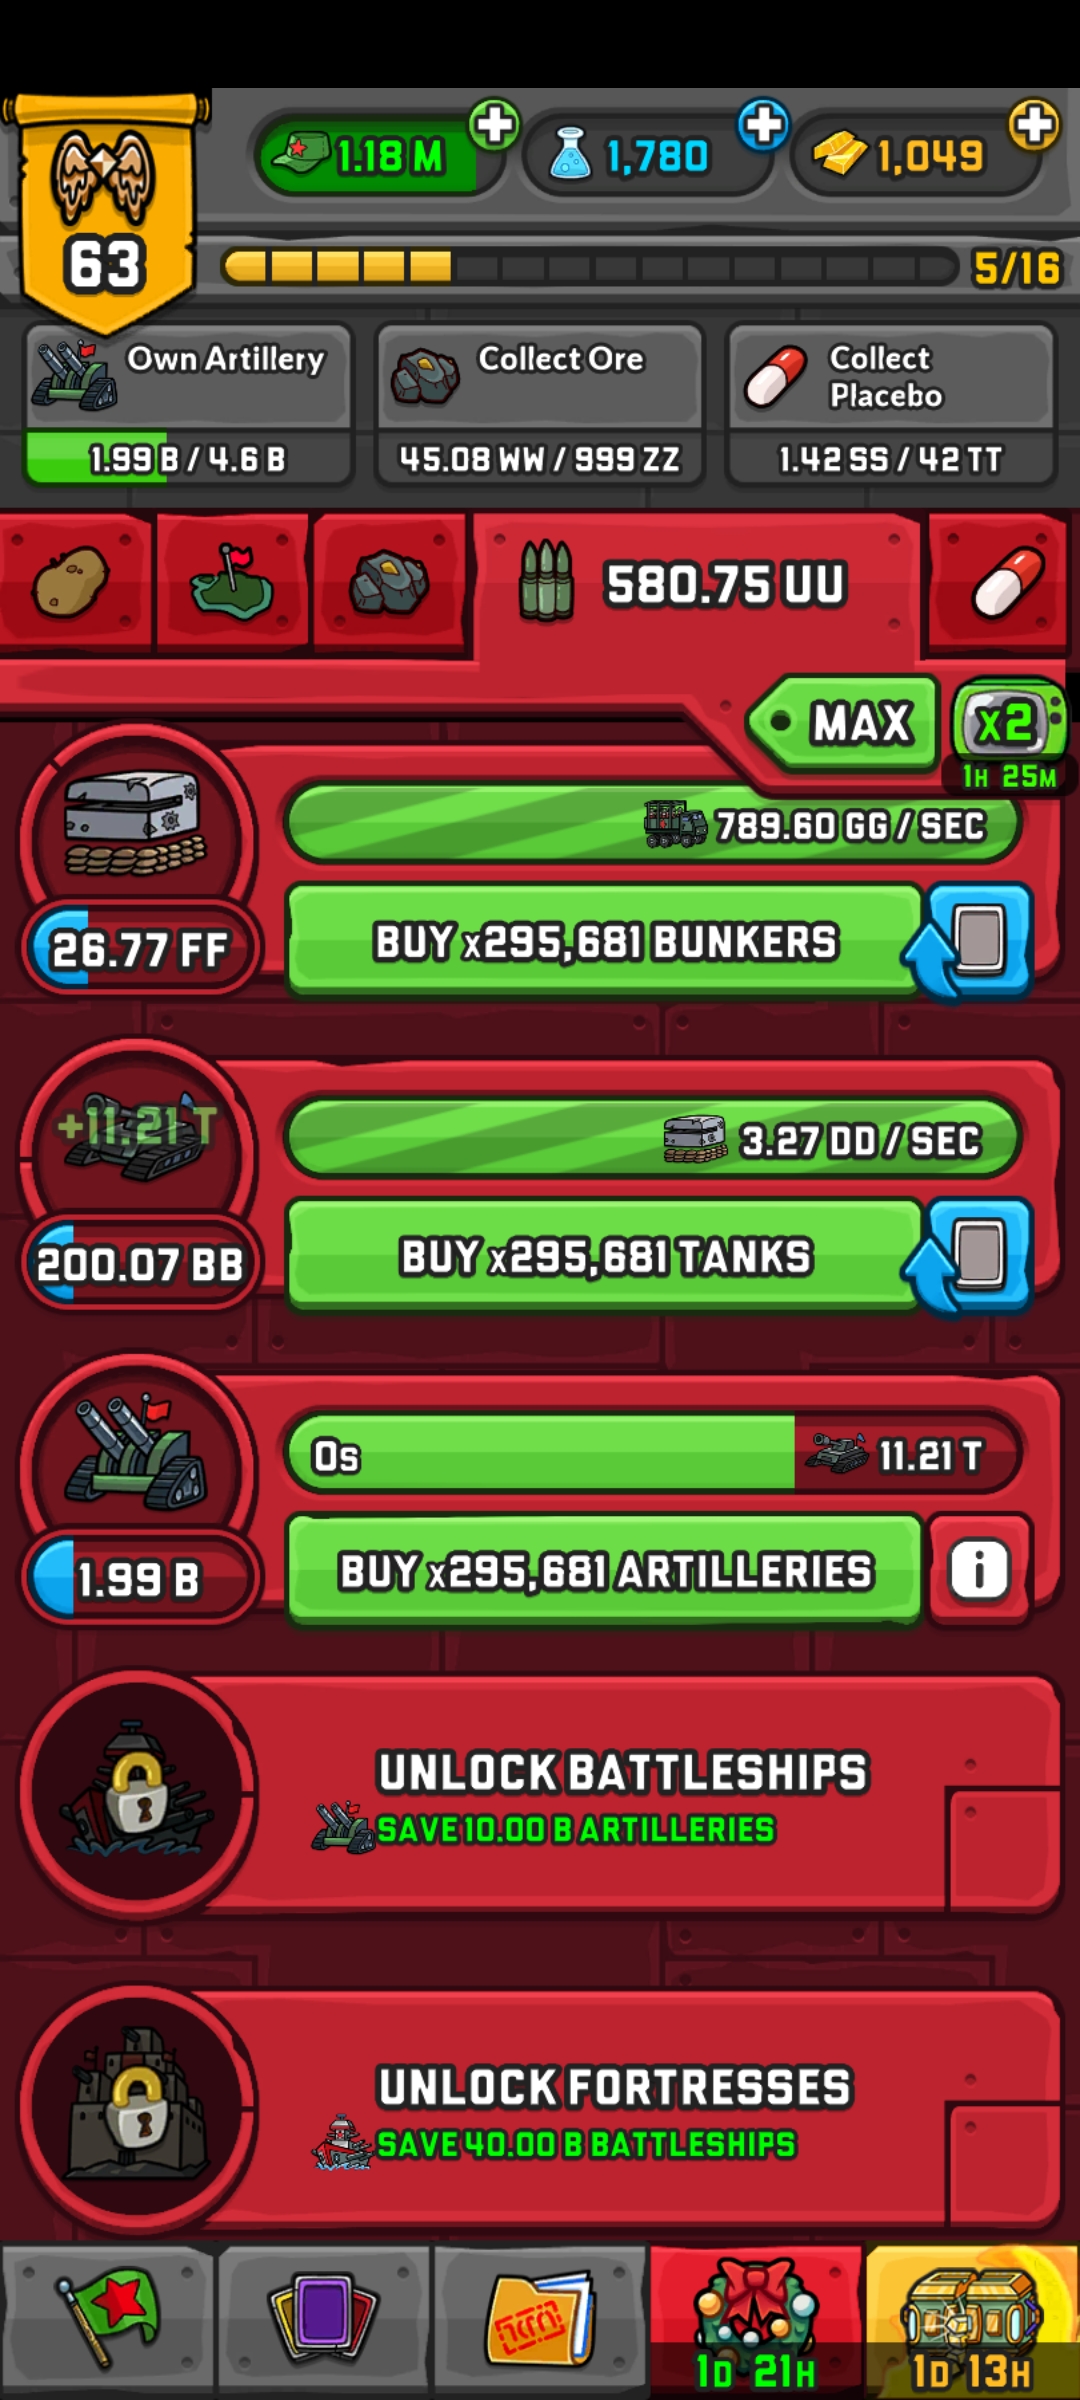 1.18 M
1,780
1,049
63
5/16
Own Artillery
1.99 B / 4.6 B
Collect Ore
45.08 WW / 999 ZZ
Collect
Placebo
1.42 SS / 42 TT
580.75 UU
MAX
x2
1H 25M
789.60 GG / SEC
26.77 FF
BUY x295,681 BUNKERS
+11.21 T
3.27 DD / SEC
200.07 BB
BUY x295,681 TANKS
0s
11.21 T
1.99 B
BUY x295,681 ARTILLERIES
i
UNLOCK BATTLESHIPS
SAVE 10.00 B ARTILLERIES
UNLOCK FORTRESSES
SAVE 40.00 B BATTLESHIPS
1D 21H
1D 13H